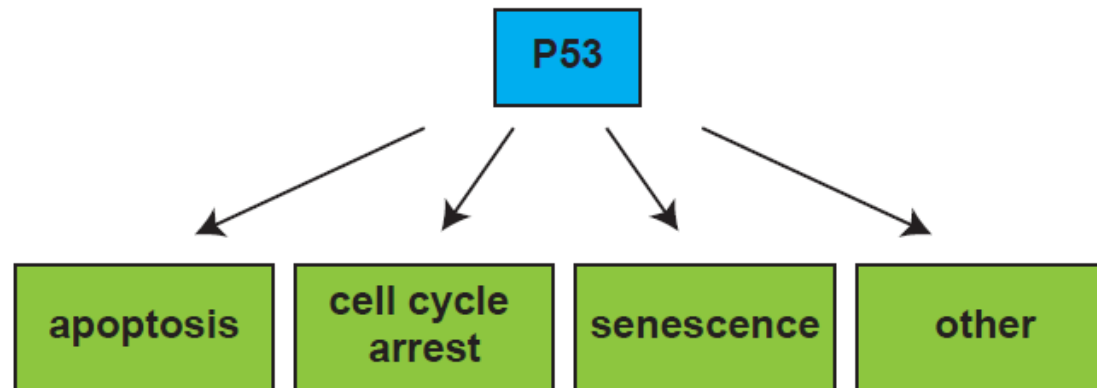 P53
apoptosis
cell cycle
arrest
senescence
other